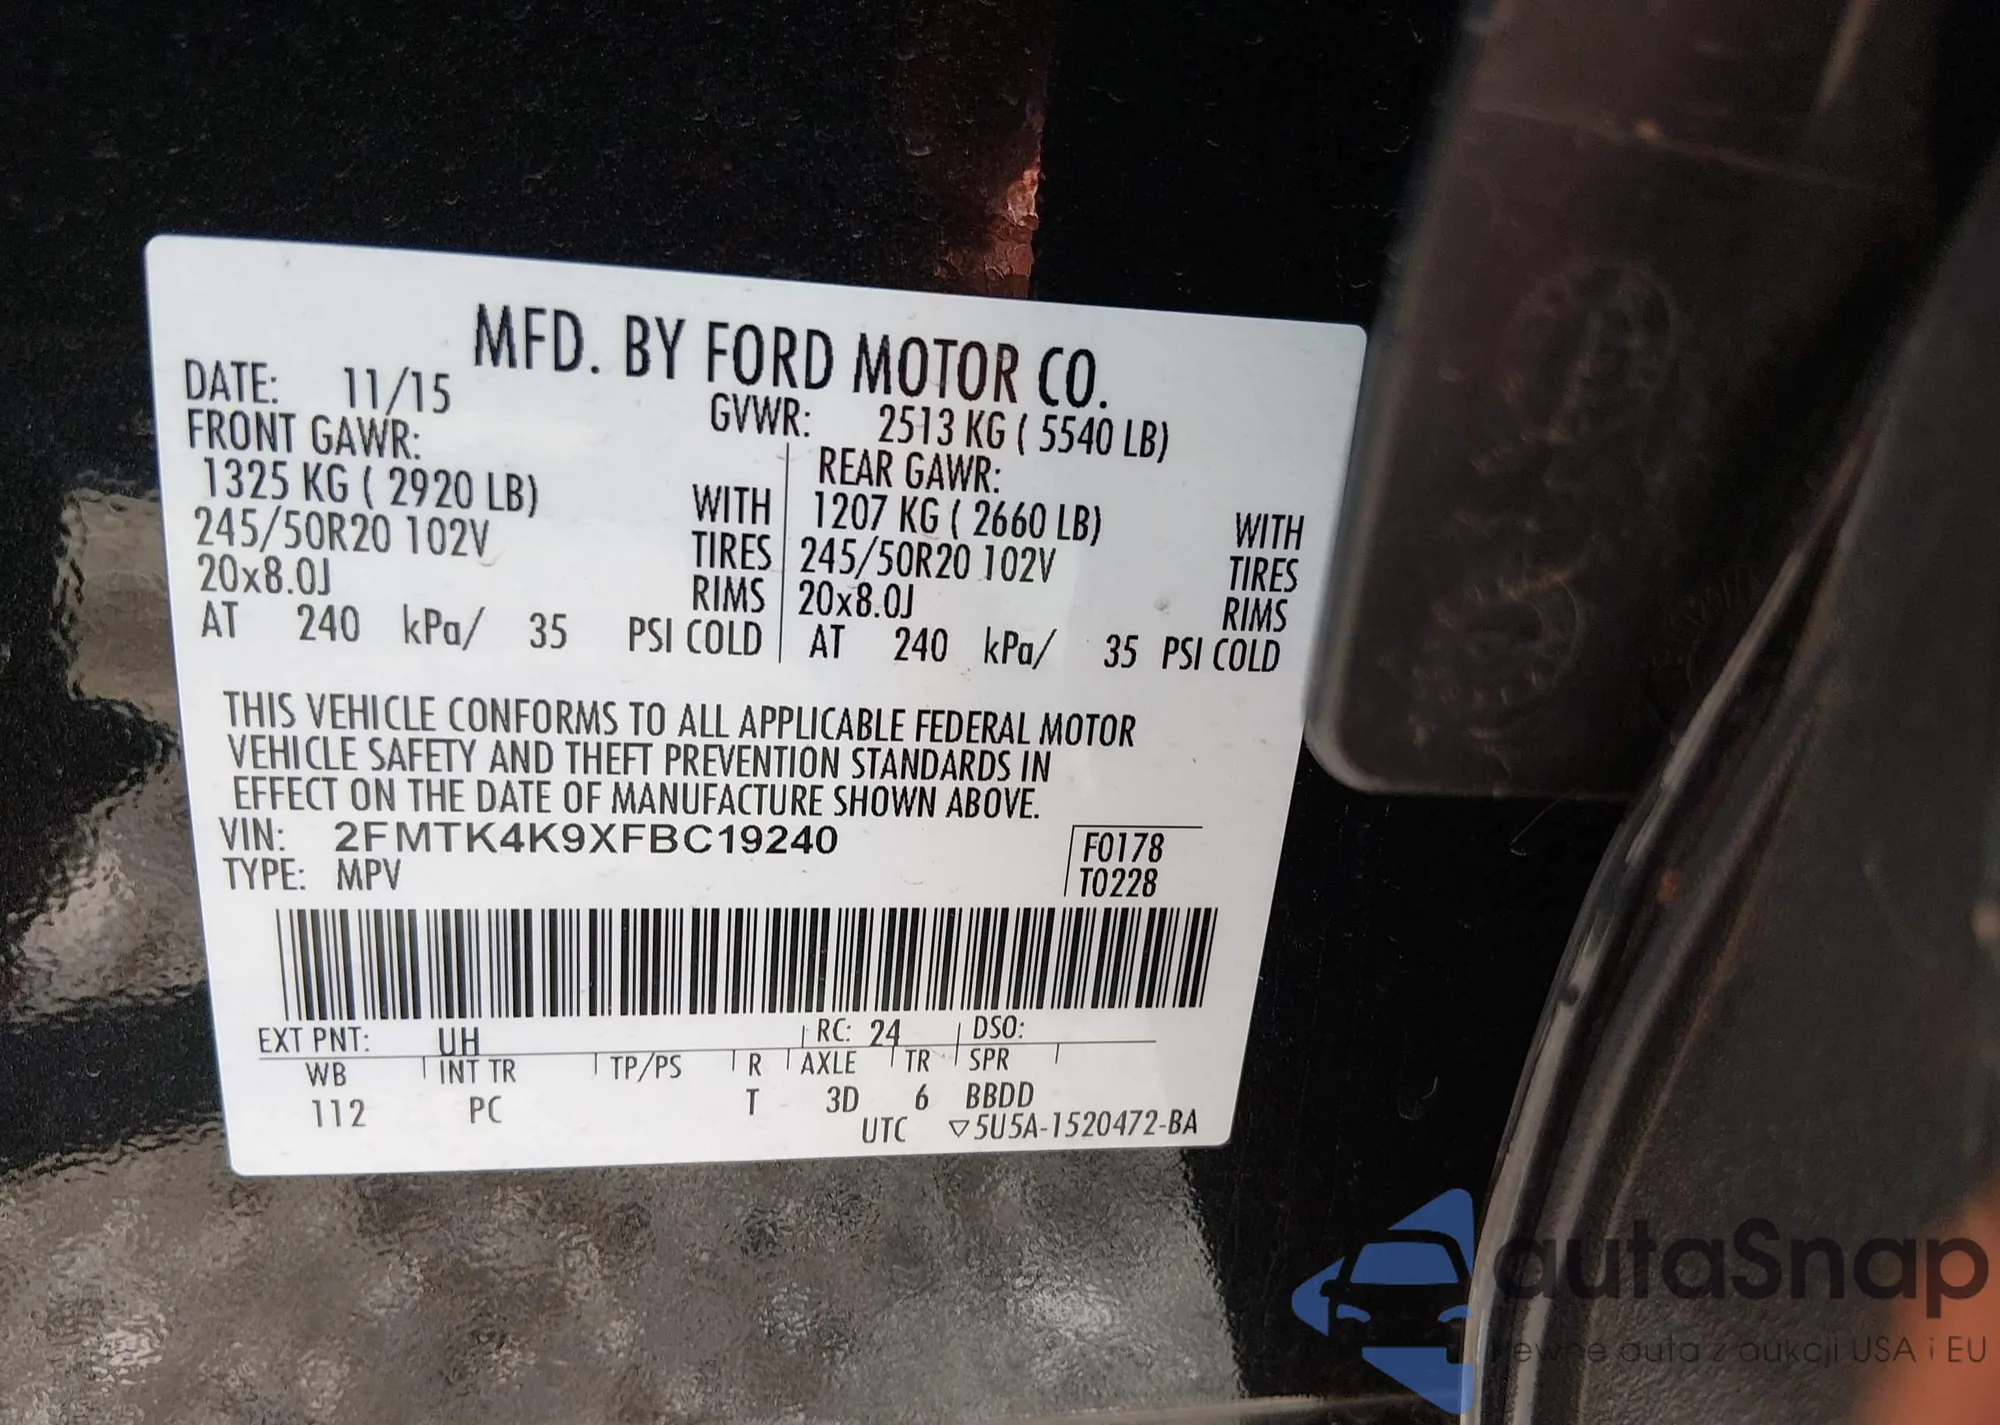 MFD. BY FORD MOTOR CO.
DATE: 11/15 GVWR: 2513 KG ( 5540 LB)
FRONT GAWR: REAR GAWR:
1325 KG ( 2920 LB) WITH 1207 KG ( 2660 LB) WITH
245/50R20 102V TIRES 245/50R20 102V TIRES
20x8.0J RIMS 20x8.0J RIMS
AT 240 kPa/ 35 PSI COLD AT 240 kPa/ 35 PSI COLD
THIS VEHICLE CONFORMS TO ALL APPLICABLE FEDERAL MOTOR
VEHICLE SAFETY AND THEFT PREVENTION STANDARDS IN
EFFECT ON THE DATE OF MANUFACTURE SHOWN ABOVE.
VIN: 2FMTK4K9XFBC19240 F0178
TYPE: MPV T0228
EXT PNT: UH RC: 24 DSO:
WB INT TR TP/PS R AXLE TR SPR
112 PC T 3D 6 BBDD
UTC ▽5U5A-1520472-BA
autaSnap
auta z aukcji USA i EU